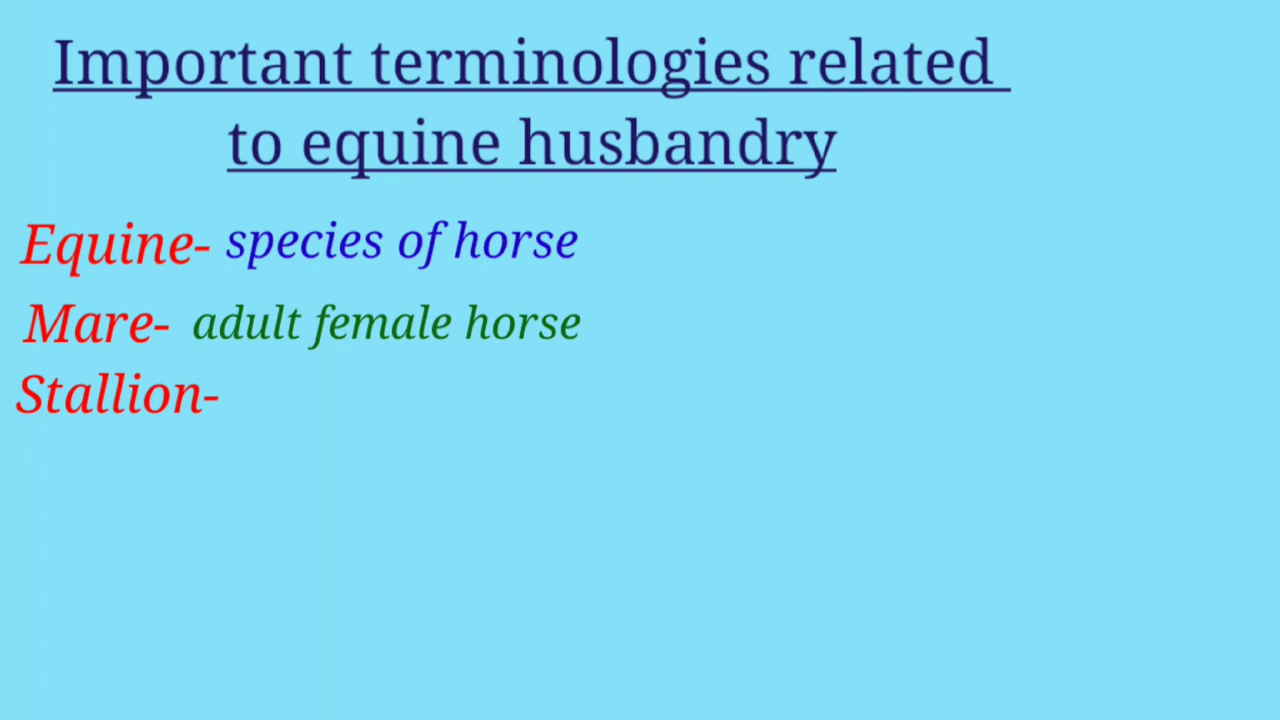 Important terminologies related
to equine husbandry
Equine- species of horse
Mare- adult female horse
Stallion-